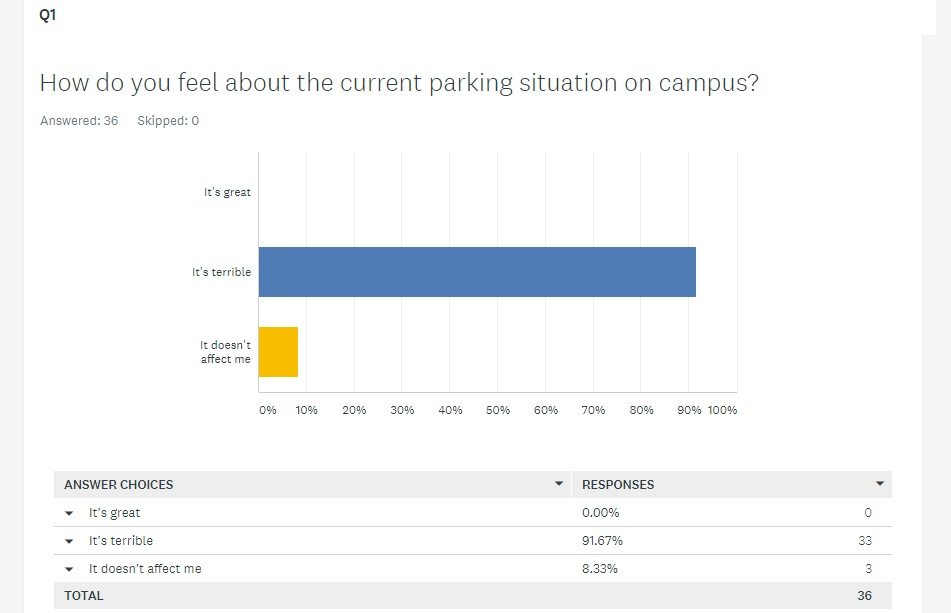 Q1
How do you feel about the current parking situation on campus?
Answered: 36 Skipped: 0
It's great
It's terrible
It doesn't
affect me
0% 10% 20% 30% 40% 50% 60% 70% 80% 90% 100%
ANSWER CHOICES RESPONSES
It's great 0.00% 0
It's terrible 91.67% 33
It doesn't affect me 8.33% 3
TOTAL 36